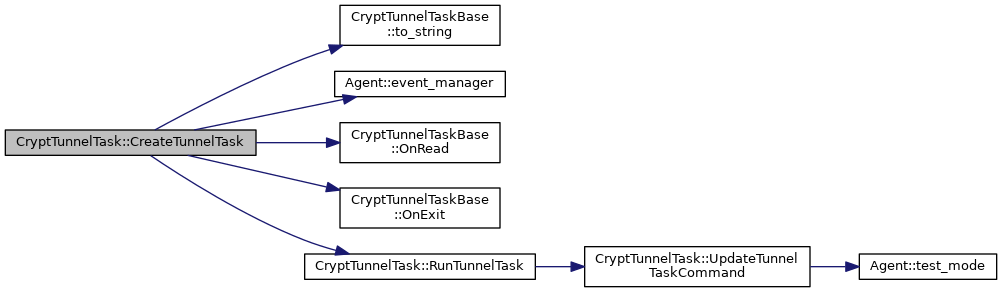 CryptTunnelTaskBase
::to_string
Agent::event_manager
CryptTunnelTask::CreateTunnelTask
CryptTunnelTaskBase
::OnRead
CryptTunnelTaskBase
::OnExit
CryptTunnelTask::RunTunnelTask
CryptTunnelTask::UpdateTunnel
TaskCommand
Agent::test_mode